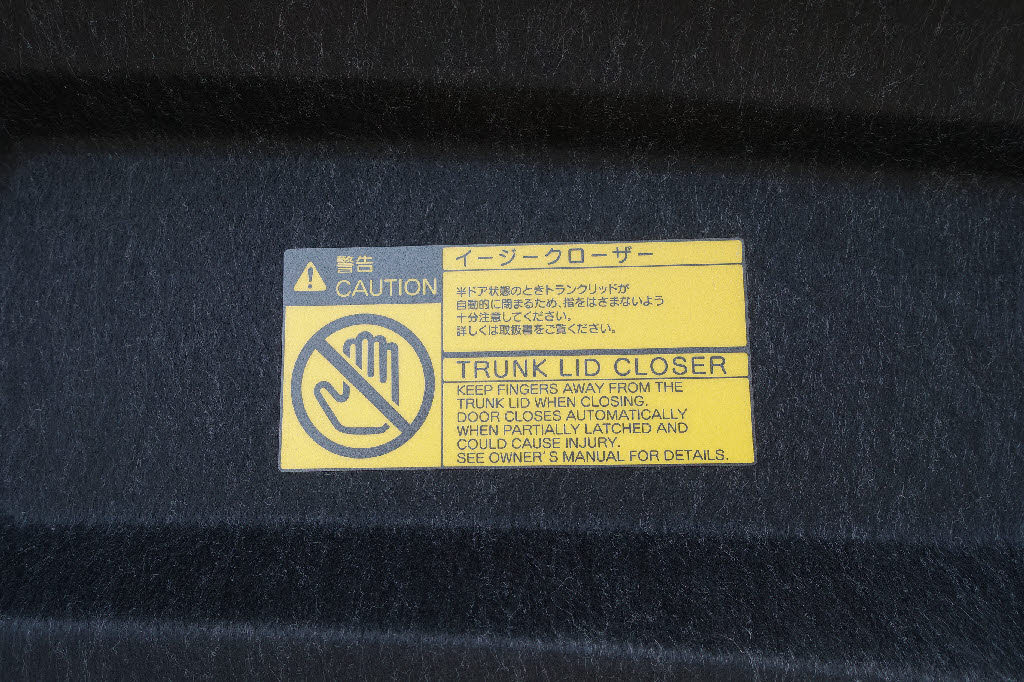 警告
CAUTION
イージークローザー
半ドア状態のときトランクリッドが
自動的に閉まるため、指をはさまないよう
十分注意してください。
詳しくは取扱書をご覧ください。
TRUNK LID CLOSER
KEEP FINGERS AWAY FROM THE
TRUNK LID WHEN CLOSING.
DOOR CLOSES AUTOMATICALLY
WHEN PARTIALLY LATCHED AND
COULD CAUSE INJURY.
SEE OWNER'S MANUAL FOR DETAILS.